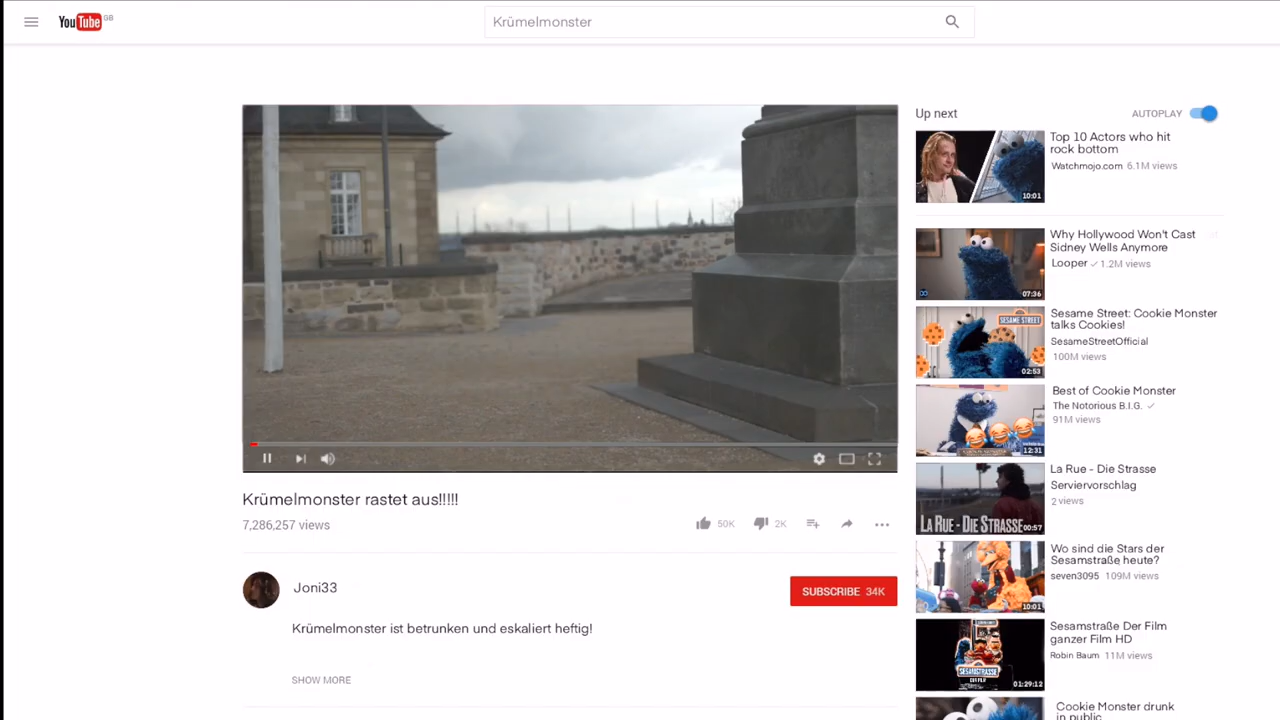 YouTube GB
Krümelmonster
Up next
AUTOPLAY
Top 10 Actors who hit
rock bottom
Watchmojo.com 6.1M views
10:01
Why Hollywood Won't Cast
Sidney Wells Anymore
Looper 1.2M views
07:36
SESAME STREET
Sesame Street: Cookie Monster
talks Cookies!
SesameStreetOfficial
100M views
02:53
Best of Cookie Monster
The Notorious B.I.G.
91M views
12:31
La Rue - Die Strasse
Serviervorschlag
2 views
LA RUE - DIE STRASSE
00:57
Wo sind die Stars der
Sesamstraße heute?
seven3095 109M views
10:01
Sesamstraße Der Film
ganzer Film HD
Robin Baum 11M views
SESAMSTRASSE
01:29:12
Cookie Monster drunk
in public
Krümelmonster rastet aus!!!!!
7,286,257 views
50K
2K
Joni33
SUBSCRIBE 34K
Krümelmonster ist betrunken und eskaliert heftig!
SHOW MORE